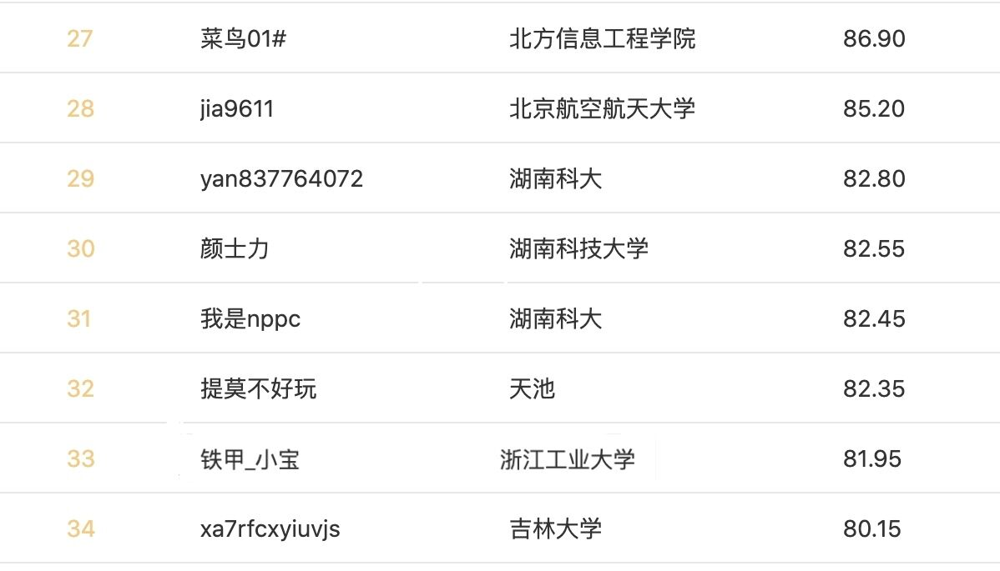 27 菜鸟01# 北方信息工程学院 86.90
28 jia9611 北京航空航天大学 85.20
29 yan837764072 湖南科大 82.80
30 颜士力 湖南科技大学 82.55
31 我是nppc 湖南科大 82.45
32 提莫不好玩 天池 82.35
33 铁甲_小宝 浙江工业大学 81.95
34 xa7rfcxyiuvjs 吉林大学 80.15